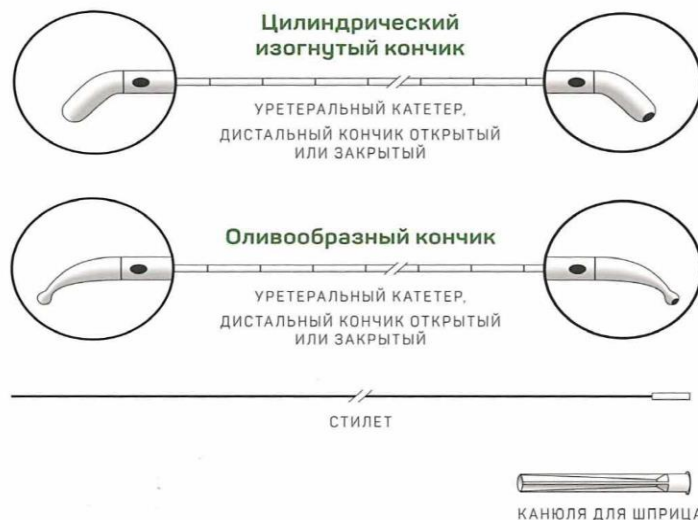 Цилиндрический
изогнутый кончик
УРЕТЕРАЛЬНЫЙ КАТЕТЕР,
ДИСТАЛЬНЫЙ КОНЧИК ОТКРЫТЫЙ
ИЛИ ЗАКРЫТЫЙ
Оливообразный кончик
УРЕТЕРАЛЬНЫЙ КАТЕТЕР,
ДИСТАЛЬНЫЙ КОНЧИК ОТКРЫТЫЙ
ИЛИ ЗАКРЫТЫЙ
СТИЛЕТ
КАНЮЛЯ ДЛЯ ШПРИЦА